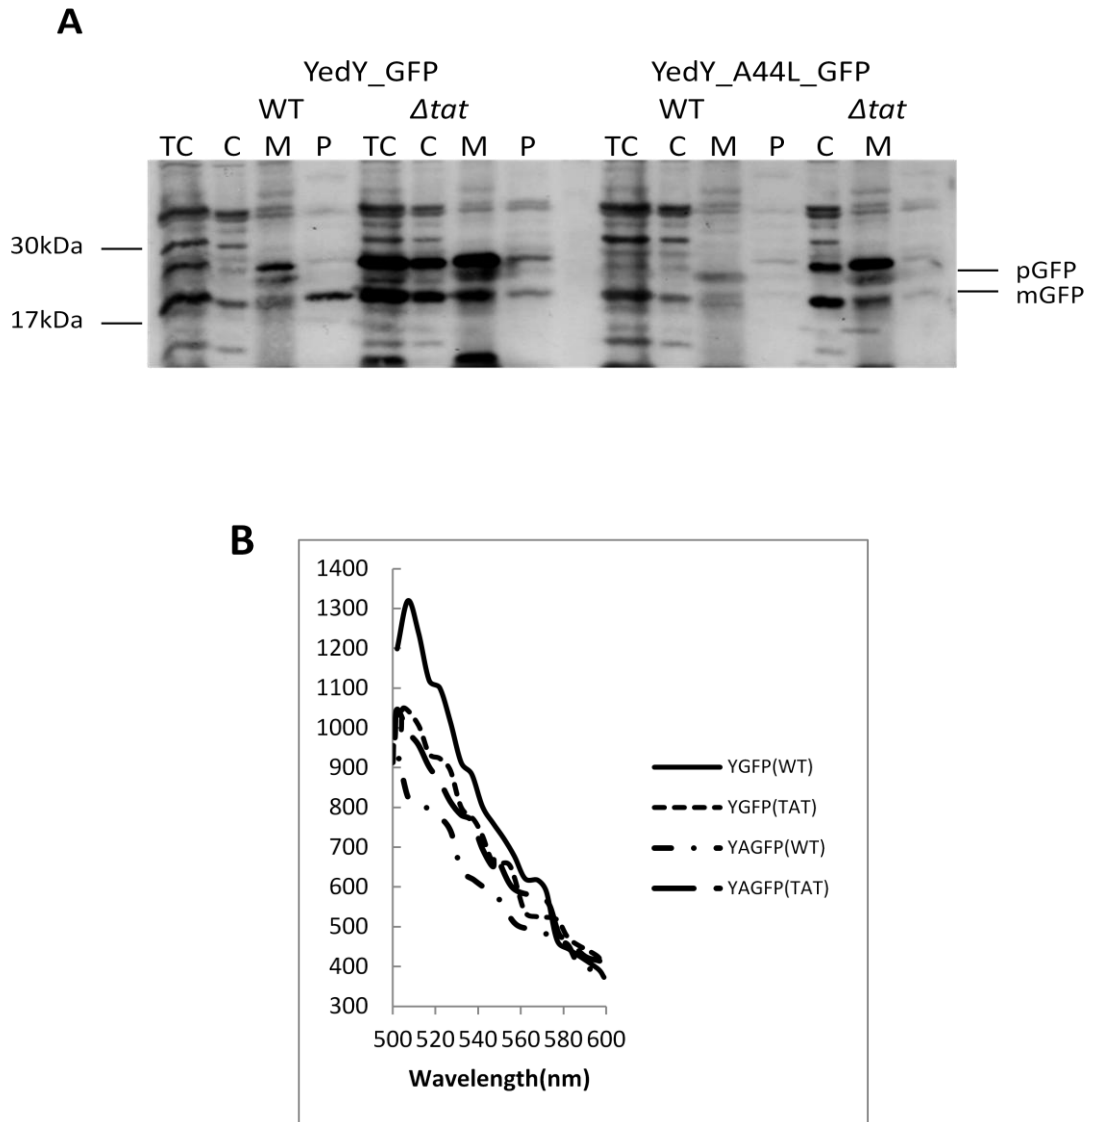 A
YedY_GFP YedY_A44L_GFP
WT Δtat WT Δtat
TC C M P TC C M P TC C M P C M
30kDa
pGFP
mGFP
17kDa
B
1400
1300
1200
1100
1000
900
800
700
600
500
400
300
500 520 540 560 580 600
Wavelength(nm)
YGFP(WT)
YGFP(TAT)
YAGFP(WT)
YAGFP(TAT)